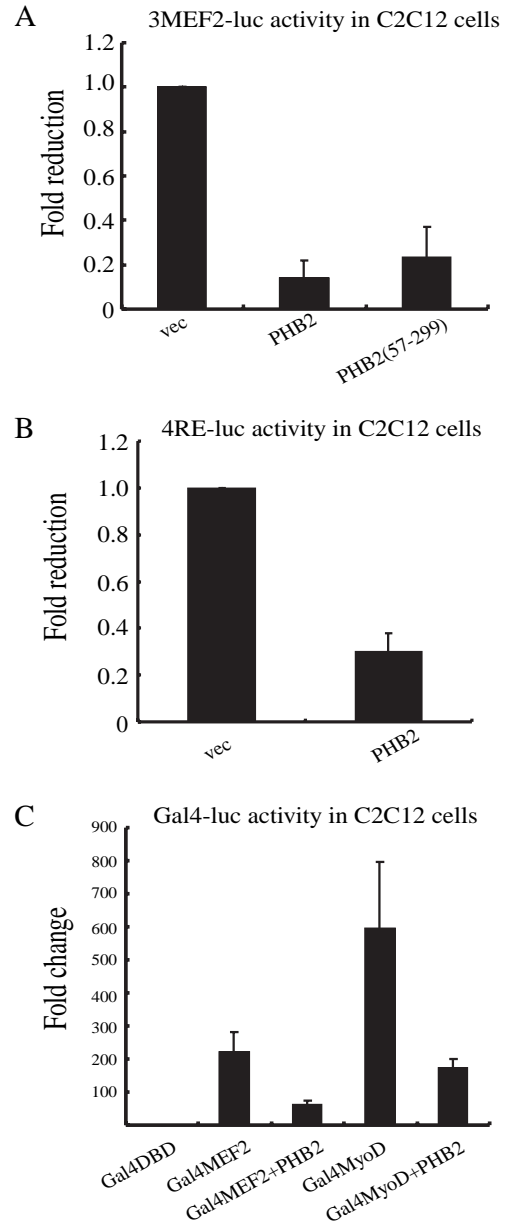 A
3MEF2-luc activity in C2C12 cells
Fold reduction
1.2
1.0
0.8
0.6
0.4
0.2
0
vec
PHB2
PHB2(57-299)
B
4RE-luc activity in C2C12 cells
Fold reduction
1.2
1.0
0.8
0.6
0.4
0.2
0
vec
PHB2
C
Gal4-luc activity in C2C12 cells
Fold change
900
800
700
600
500
400
300
200
100
Gal4DBD
Gal4MEF2
Gal4MEF2+PHB2
Gal4MyoD
Gal4MyoD+PHB2